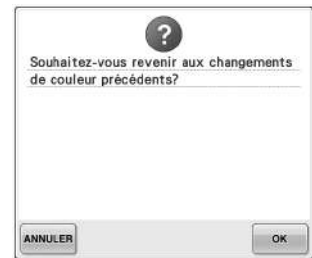 ?
Souhaitez-vous revenir aux changements
de couleur précédents?
ANNULER
OK